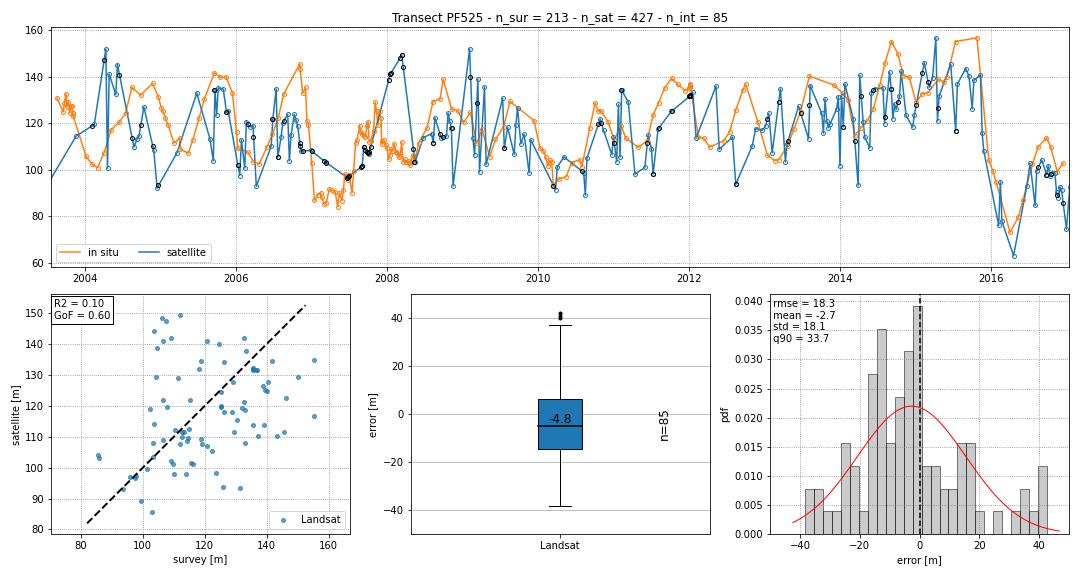 Transect PF525 - n_sur = 213 - n_sat = 427 - n_int = 85
160
140
120
100
80
60
in situ
satellite
2004
2006
2008
2010
2012
2014
2016
R2 = 0.10
GoF = 0.60
satellite [m]
150
140
130
120
110
100
90
80
Landsat
80
100
120
140
160
survey [m]
error [m]
40
20
0
−20
−40
-4.8
n=85
Landsat
rmse = 18.3
mean = -2.7
std = 18.1
q90 = 33.7
pdf
0.040
0.035
0.030
0.025
0.020
0.015
0.010
0.005
0.000
−40
−20
0
20
40
error [m]